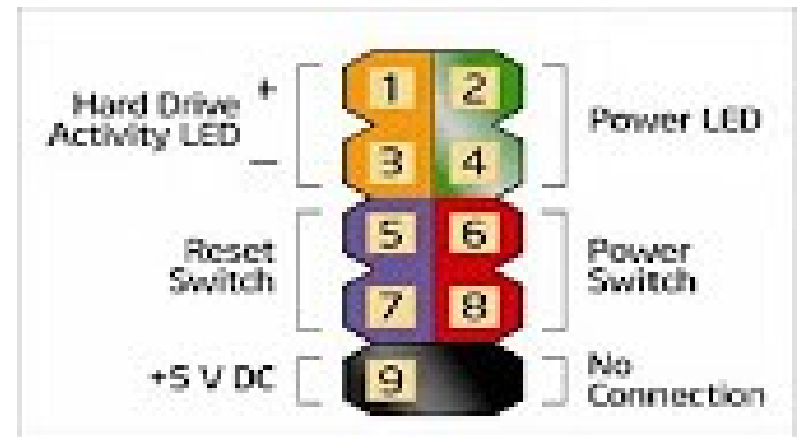 Hard Drive
Activity LED
+
−
1
2
3
4
Power LED
Reset
Switch
5
6
7
8
Power
Switch
+5 V DC
9
No
Connection